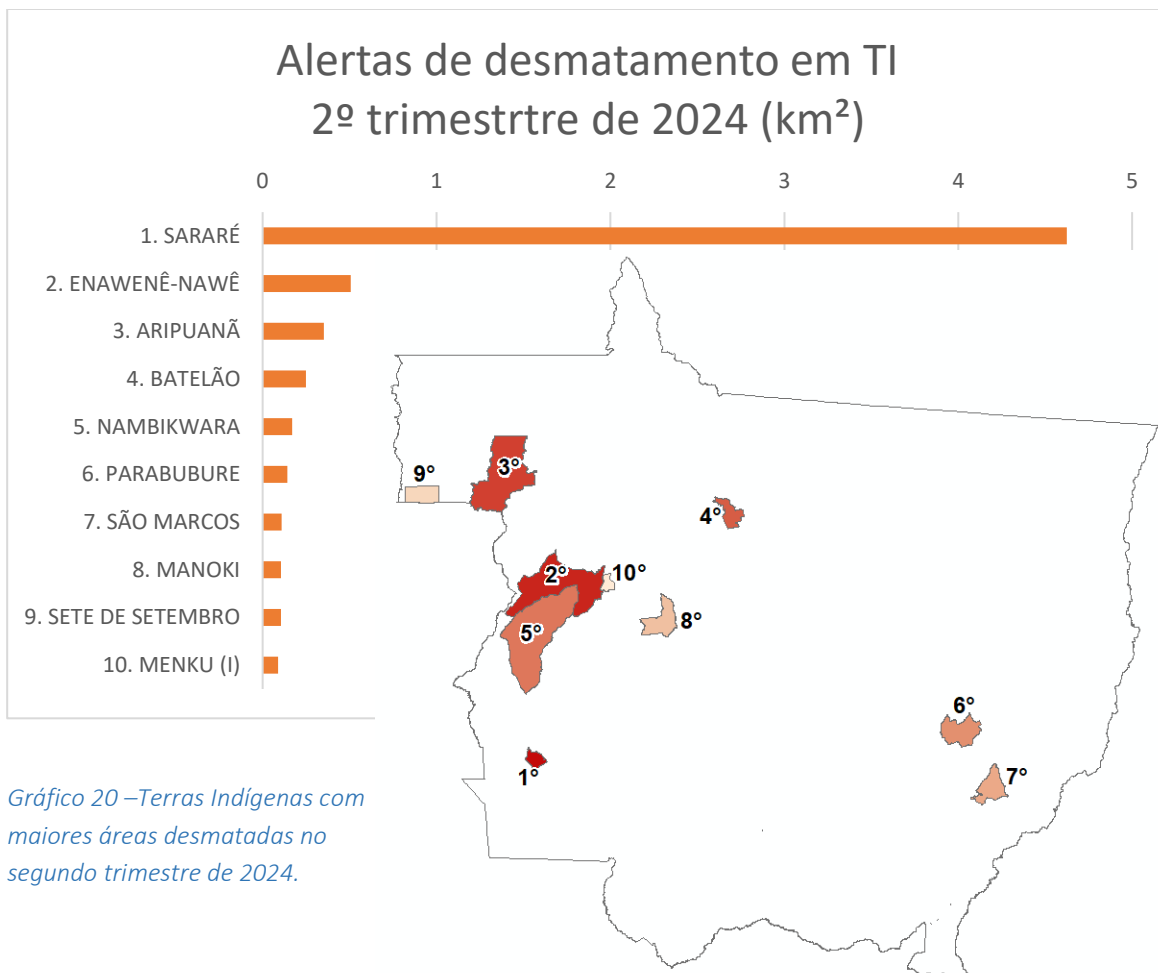 Alertas de desmatamento em TI
2º trimestrtre de 2024 (km²)
0 1 2 3 4 5
1. SARARÉ
2. ENAWENÊ-NAWÊ
3. ARIPUANÃ
4. BATELÃO
5. NAMBIKWARA
6. PARABUBURE
7. SÃO MARCOS
8. MANOKI
9. SETE DE SETEMBRO
10. MENKU (I)
3°
9°
4°
2°
10°
8°
5°
6°
1°
7°
Gráfico 20 –Terras Indígenas com
maiores áreas desmatadas no
segundo trimestre de 2024.